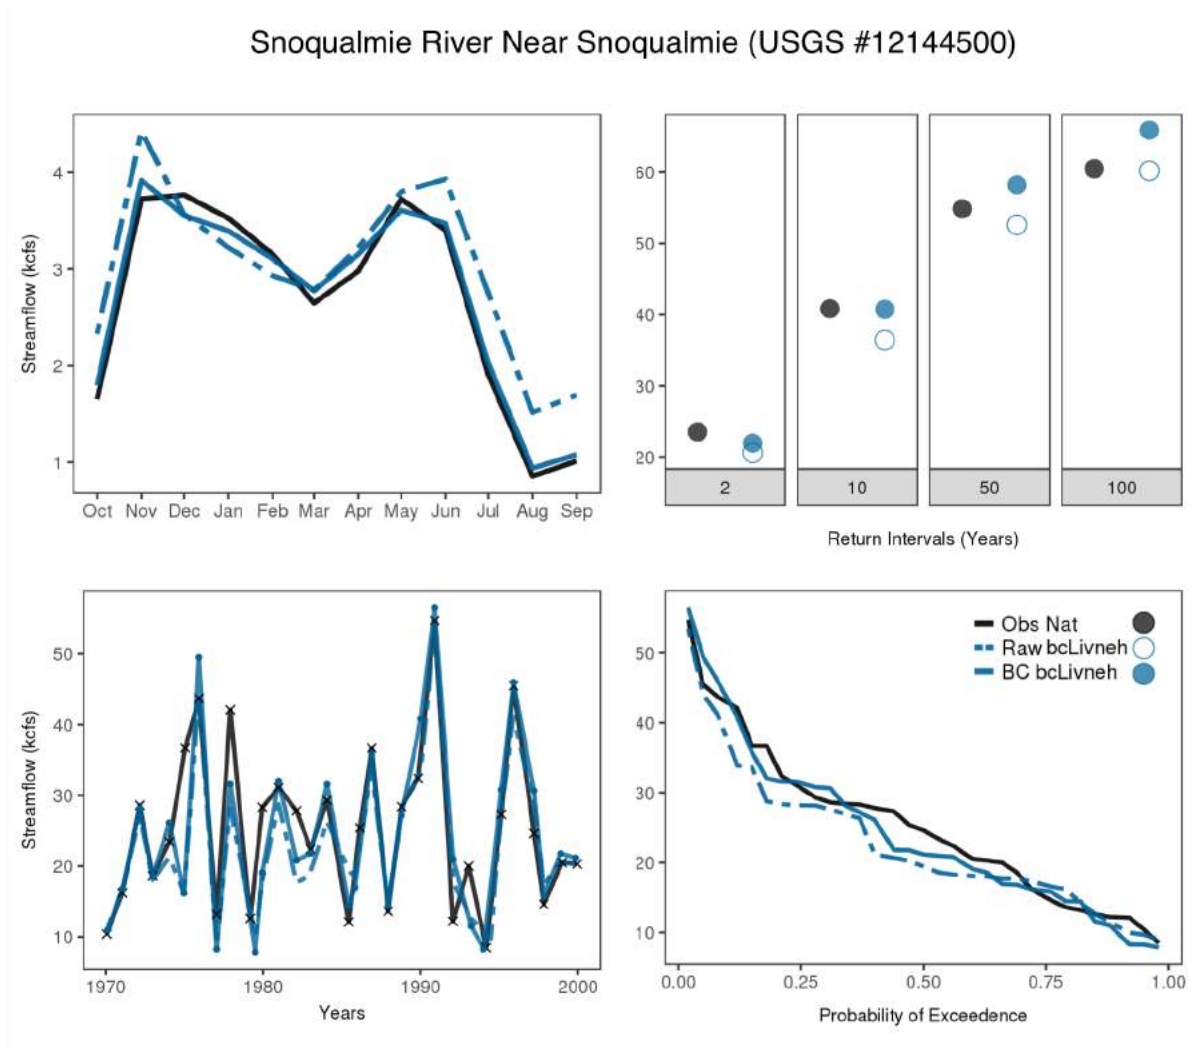 Snoqualmie River Near Snoqualmie (USGS #12144500)
Streamflow (kcfs)
4
3
2
1
Oct Nov Dec Jan Feb Mar Apr May Jun Jul Aug Sep
60
50
40
30
20
2 10 50 100
Return Intervals (Years)
Streamflow (kcfs)
50
40
30
20
10
1970 1980 1990 2000
Years
50
40
30
20
10
Obs Nat
Raw bcLivneh
BC bcLivneh
0.00 0.25 0.50 0.75 1.00
Probability of Exceedence